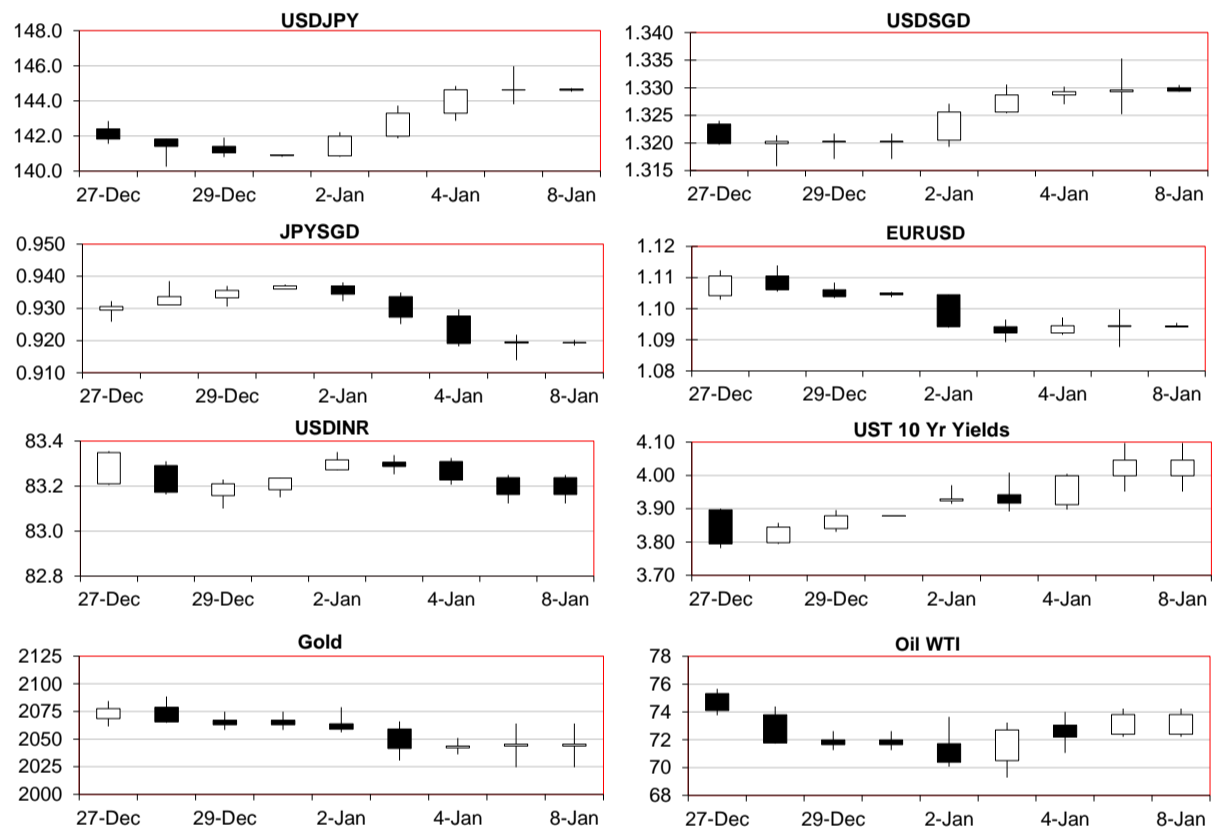 USDJPY
148.0
146.0
144.0
142.0
140.0
27-Dec 29-Dec 2-Jan 4-Jan 8-Jan
USDSGD
1.340
1.335
1.330
1.325
1.320
1.315
27-Dec 29-Dec 2-Jan 4-Jan 8-Jan
JPYSGD
0.950
0.940
0.930
0.920
0.910
27-Dec 29-Dec 2-Jan 4-Jan 8-Jan
EURUSD
1.12
1.11
1.10
1.09
1.08
27-Dec 29-Dec 2-Jan 4-Jan 8-Jan
USDINR
83.4
83.2
83.0
82.8
27-Dec 29-Dec 2-Jan 4-Jan 8-Jan
UST 10 Yr Yields
4.10
4.00
3.90
3.80
3.70
27-Dec 29-Dec 2-Jan 4-Jan 8-Jan
Gold
2125
2100
2075
2050
2025
2000
27-Dec 29-Dec 2-Jan 4-Jan 8-Jan
Oil WTI
78
76
74
72
70
68
27-Dec 29-Dec 2-Jan 4-Jan 8-Jan